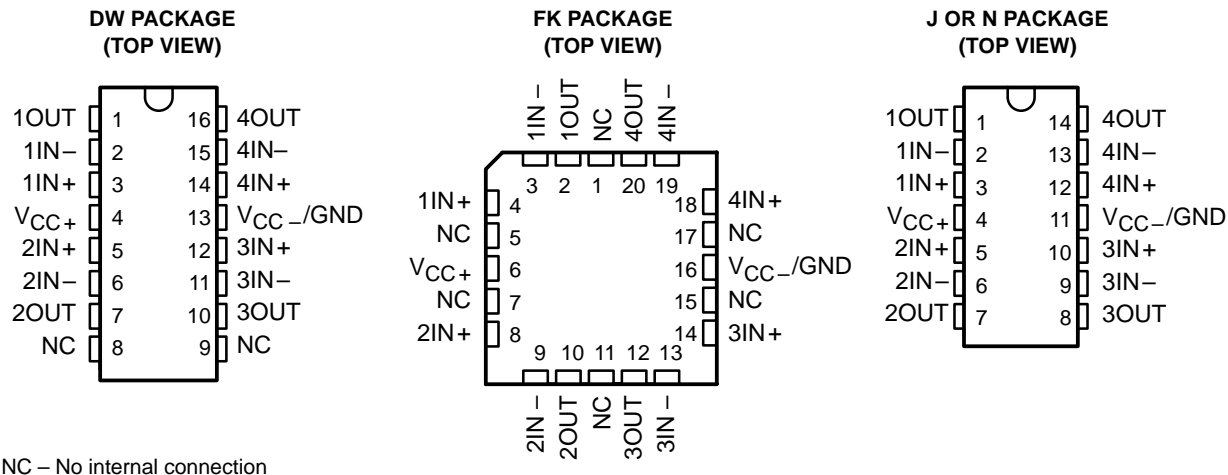 DW PACKAGE
(TOP VIEW)
1OUT 1 16 4OUT
1IN− 2 15 4IN−
1IN+ 3 14 4IN+
VCC+ 4 13 VCC−/GND
2IN+ 5 12 3IN+
2IN− 6 11 3IN−
2OUT 7 10 3OUT
NC 8 9 NC
FK PACKAGE
(TOP VIEW)
1IN− 1OUT NC 4OUT 4IN−
3 2 1 20 19
1IN+ 4 18 4IN+
NC 5 17 NC
VCC+ 6 16 VCC−/GND
NC 7 15 NC
2IN+ 8 14 3IN+
9 10 11 12 13
2IN− 2OUT NC 3OUT 3IN−
J OR N PACKAGE
(TOP VIEW)
1OUT 1 14 4OUT
1IN− 2 13 4IN−
1IN+ 3 12 4IN+
VCC+ 4 11 VCC−/GND
2IN+ 5 10 3IN+
2IN− 6 9 3IN−
2OUT 7 8 3OUT
NC – No internal connection